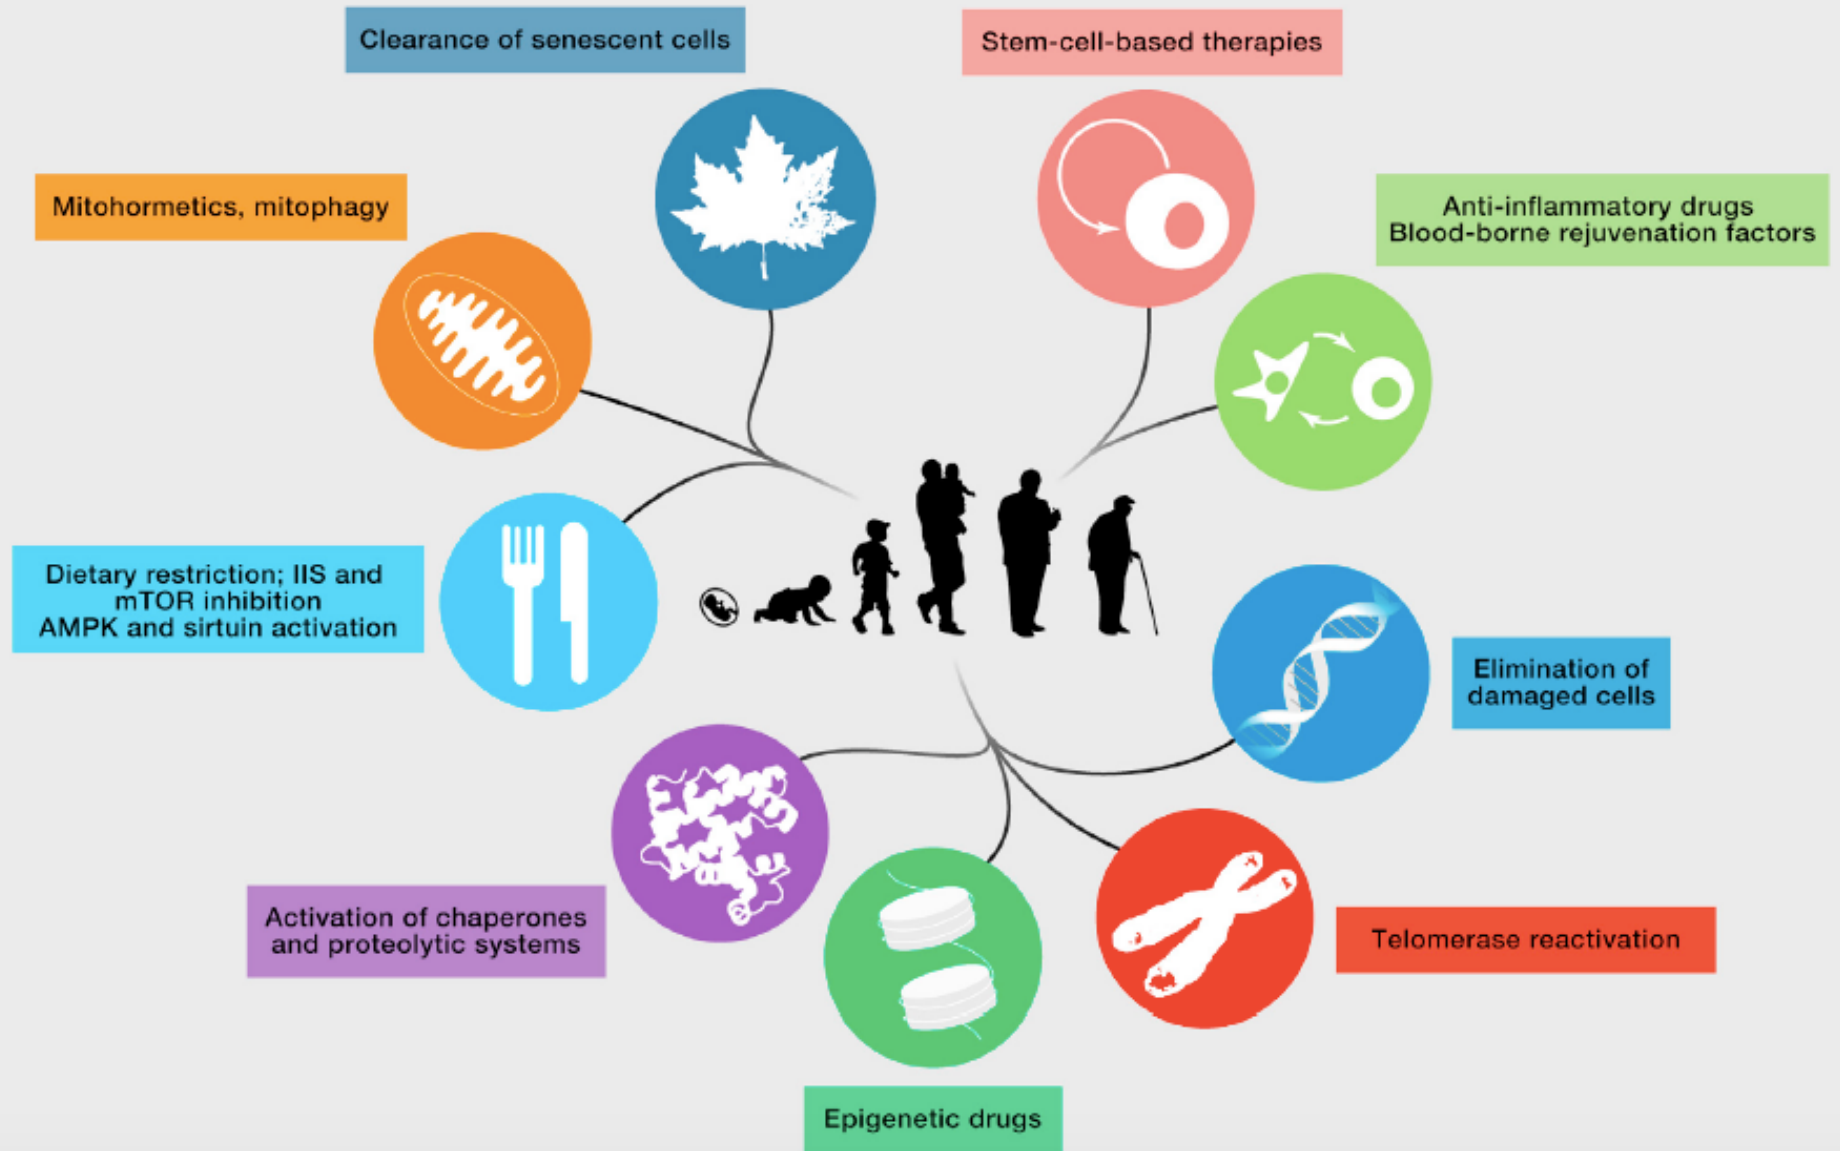 Clearance of senescent cells
Stem-cell-based therapies
Mitohormetics, mitophagy
Anti-inflammatory drugs
Blood-borne rejuvenation factors
Dietary restriction; IIS and
mTOR inhibition
AMPK and sirtuin activation
Elimination of
damaged cells
Activation of chaperones
and proteolytic systems
Telomerase reactivation
Epigenetic drugs